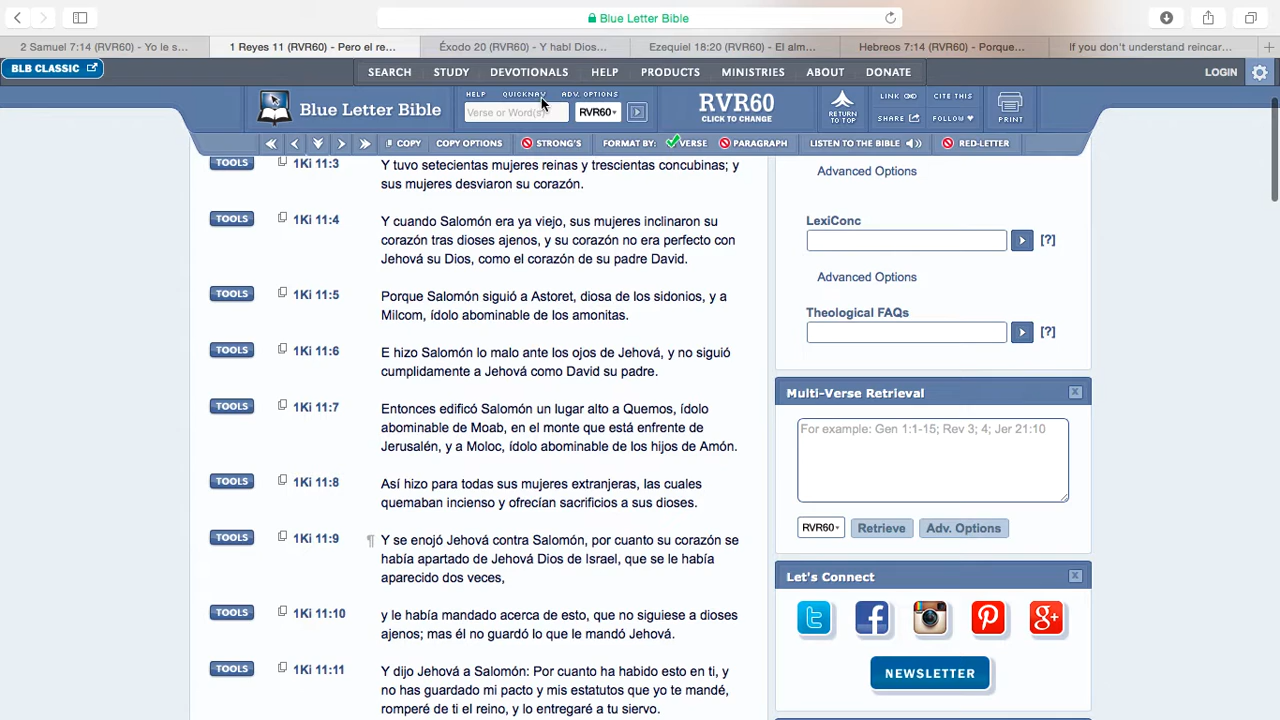 Blue Letter Bible
2 Samuel 7:14 (RVR60) - Yo le s...
1 Reyes 11 (RVR60) - Pero el re...
Éxodo 20 (RVR60) - Y habl Dios...
Ezequiel 18:20 (RVR60) - El alm...
Hebreos 7:14 (RVR60) - Porque...
If you don't understand reincar...
BLB CLASSIC
SEARCH STUDY DEVOTIONALS HELP PRODUCTS MINISTRIES ABOUT DONATE
LOGIN
Blue Letter Bible
HELP QUICKNAV ADV. OPTIONS
Verse or Word(s)
RVR60
RVR60
CLICK TO CHANGE
RETURN
TO TOP
LINK CITE THIS
SHARE FOLLOW
PRINT
COPY COPY OPTIONS STRONG'S FORMAT BY: VERSE PARAGRAPH LISTEN TO THE BIBLE RED-LETTER
TOOLS 1Ki 11:3 Y tuvo setecientas mujeres reinas y trescientas concubinas; y
sus mujeres desviaron su corazón.
TOOLS 1Ki 11:4 Y cuando Salomón era ya viejo, sus mujeres inclinaron su
corazón tras dioses ajenos, y su corazón no era perfecto con
Jehová su Dios, como el corazón de su padre David.
TOOLS 1Ki 11:5 Porque Salomón siguió a Astoret, diosa de los sidonios, y a
Milcom, ídolo abominable de los amonitas.
TOOLS 1Ki 11:6 E hizo Salomón lo malo ante los ojos de Jehová, y no siguió
cumplidamente a Jehová como David su padre.
TOOLS 1Ki 11:7 Entonces edificó Salomón un lugar alto a Quemos, ídolo
abominable de Moab, en el monte que está enfrente de
Jerusalén, y a Moloc, ídolo abominable de los hijos de Amón.
TOOLS 1Ki 11:8 Así hizo para todas sus mujeres extranjeras, las cuales
quemaban incienso y ofrecían sacrificios a sus dioses.
TOOLS 1Ki 11:9 ¶ Y se enojó Jehová contra Salomón, por cuanto su corazón se
había apartado de Jehová Dios de Israel, que se le había
aparecido dos veces,
TOOLS 1Ki 11:10 y le había mandado acerca de esto, que no siguiese a dioses
ajenos; mas él no guardó lo que le mandó Jehová.
TOOLS 1Ki 11:11 Y dijo Jehová a Salomón: Por cuanto ha habido esto en ti, y
no has guardado mi pacto y mis estatutos que yo te mandé,
romperé de ti el reino, y lo entregaré a tu siervo.
Advanced Options
LexiConc
[?]
Advanced Options
Theological FAQs
[?]
Multi-Verse Retrieval
For example: Gen 1:1-15; Rev 3; 4; Jer 21:10
RVR60 Retrieve Adv. Options
Let's Connect
NEWSLETTER